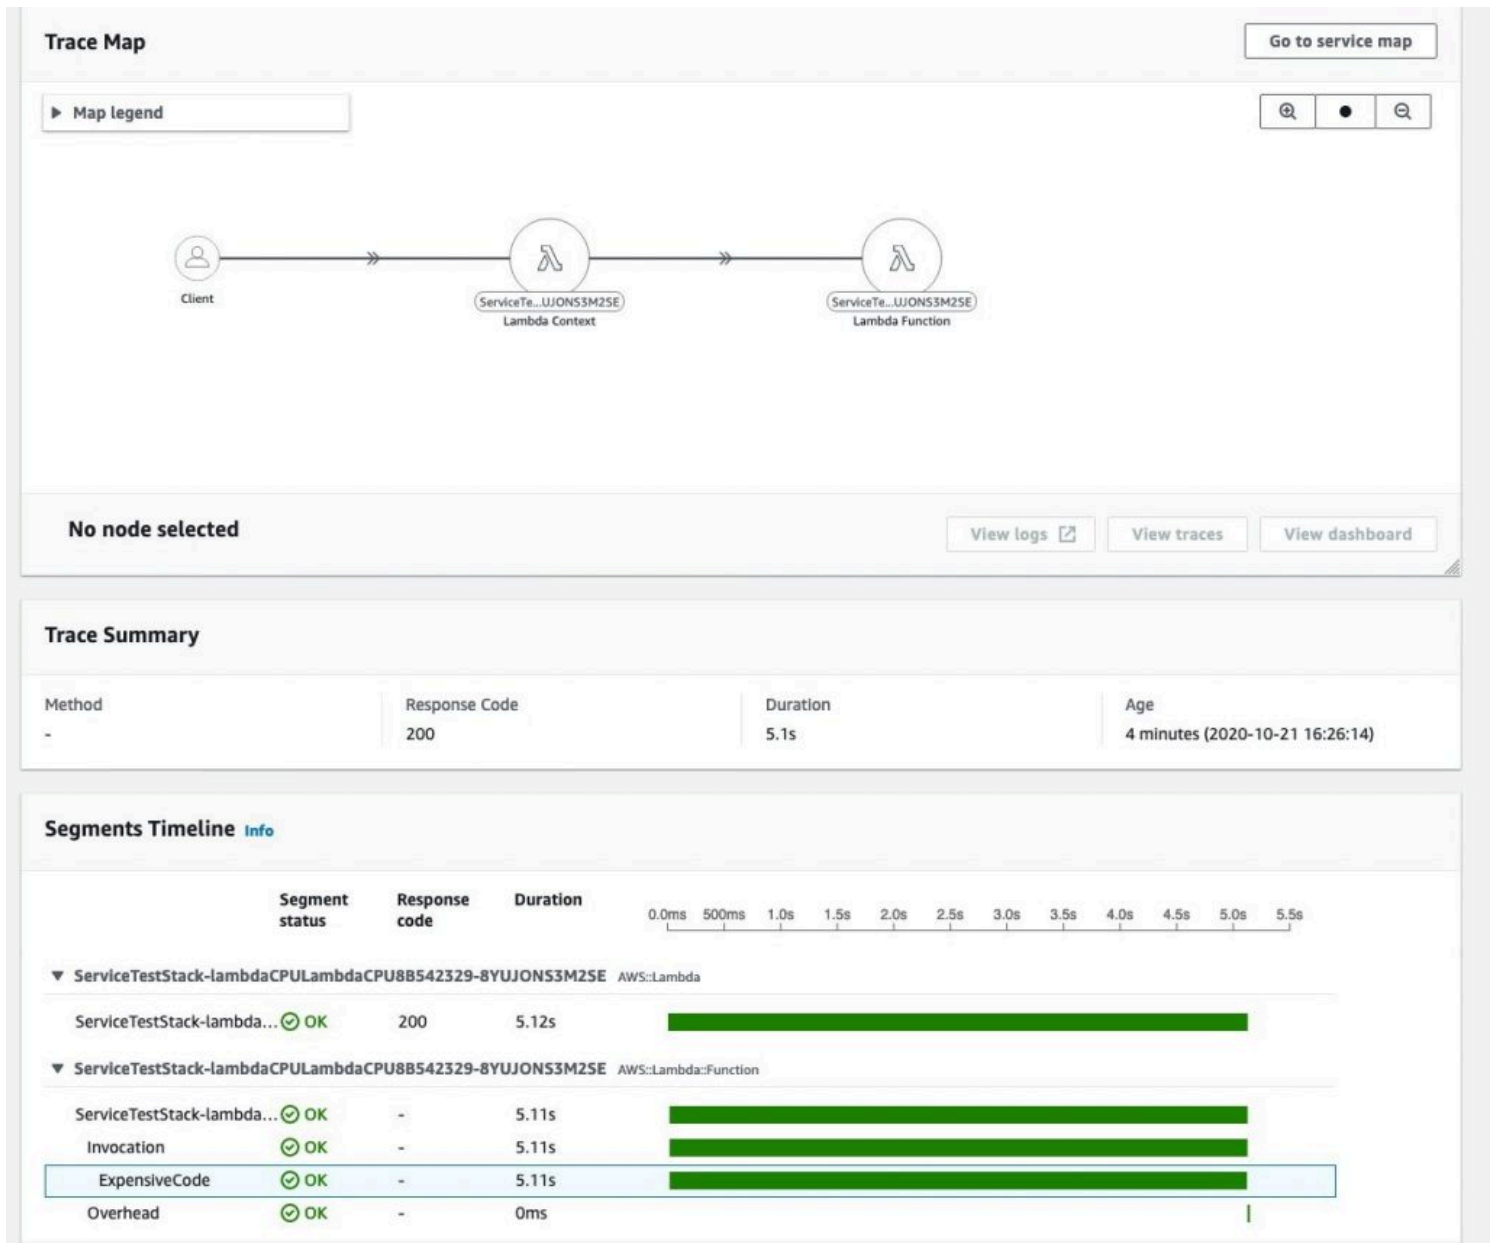 Trace Map
Go to service map
Map legend
Client
ServiceTe...UJONS3M2SE
Lambda Context
ServiceTe...UJONS3M2SE
Lambda Function
No node selected
View logs
View traces
View dashboard
Trace Summary
Method
Response Code
Duration
Age
-
200
5.1s
4 minutes (2020-10-21 16:26:14)
Segments Timeline Info
Segment status
Response code
Duration
0.0ms 500ms 1.0s 1.5s 2.0s 2.5s 3.0s 3.5s 4.0s 4.5s 5.0s 5.5s
ServiceTestStack-lambdaCPULambdaCPU8B542329-8YUJONS3M2SE AWS::Lambda
ServiceTestStack-lambda... OK 200 5.12s
ServiceTestStack-lambdaCPULambdaCPU8B542329-8YUJONS3M2SE AWS::Lambda::Function
ServiceTestStack-lambda... OK - 5.11s
Invocation OK - 5.11s
ExpensiveCode OK - 5.11s
Overhead OK - 0ms